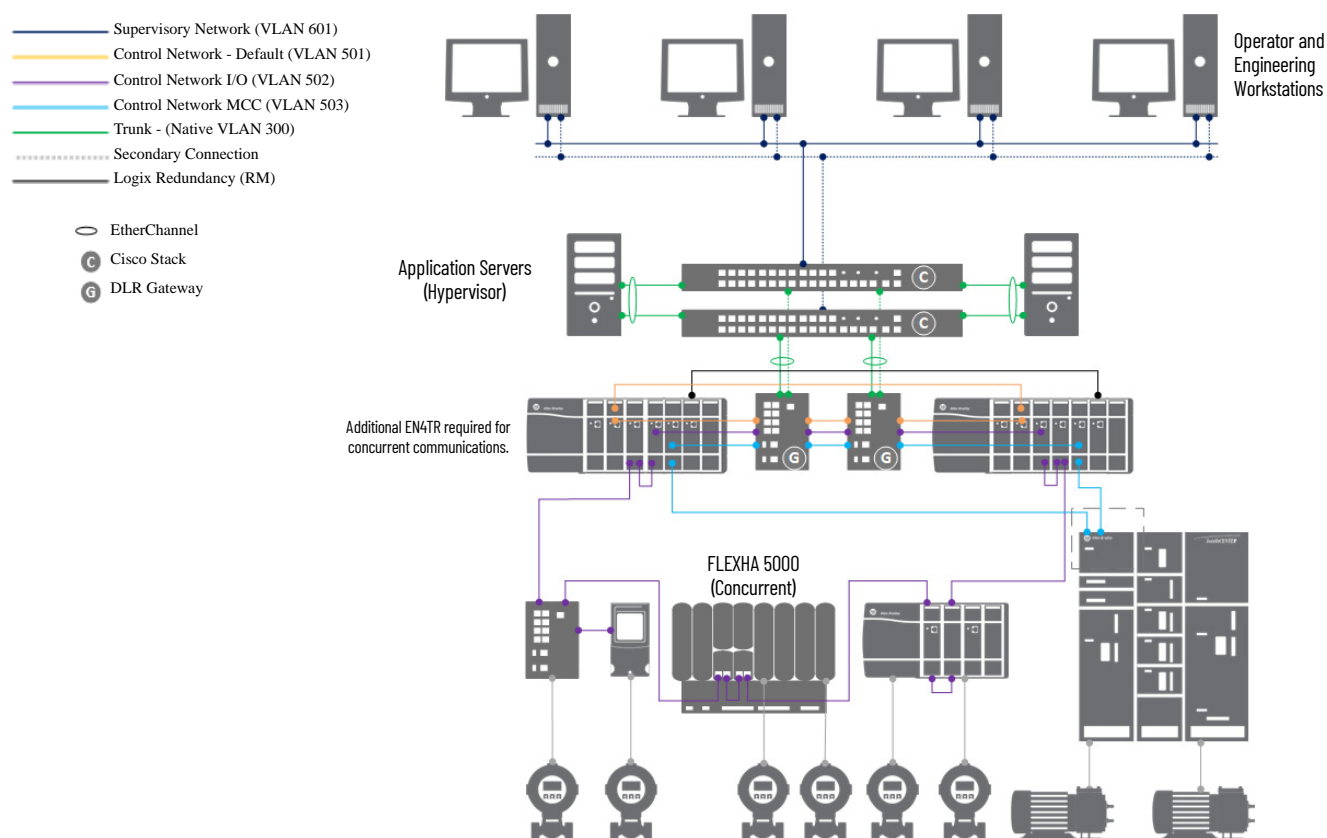 Supervisory Network (VLAN 601)
Control Network - Default (VLAN 501)
Control Network I/O (VLAN 502)
Control Network MCC (VLAN 503)
Trunk - (Native VLAN 300)
Secondary Connection
Logix Redundancy (RM)
EtherChannel
C
Cisco Stack
G
DLR Gateway
Operator and
Engineering
Workstations
Application Servers
(Hypervisor)
C
C
Additional EN4TR required for
concurrent communications.
G
G
FLEXHA 5000
(Concurrent)